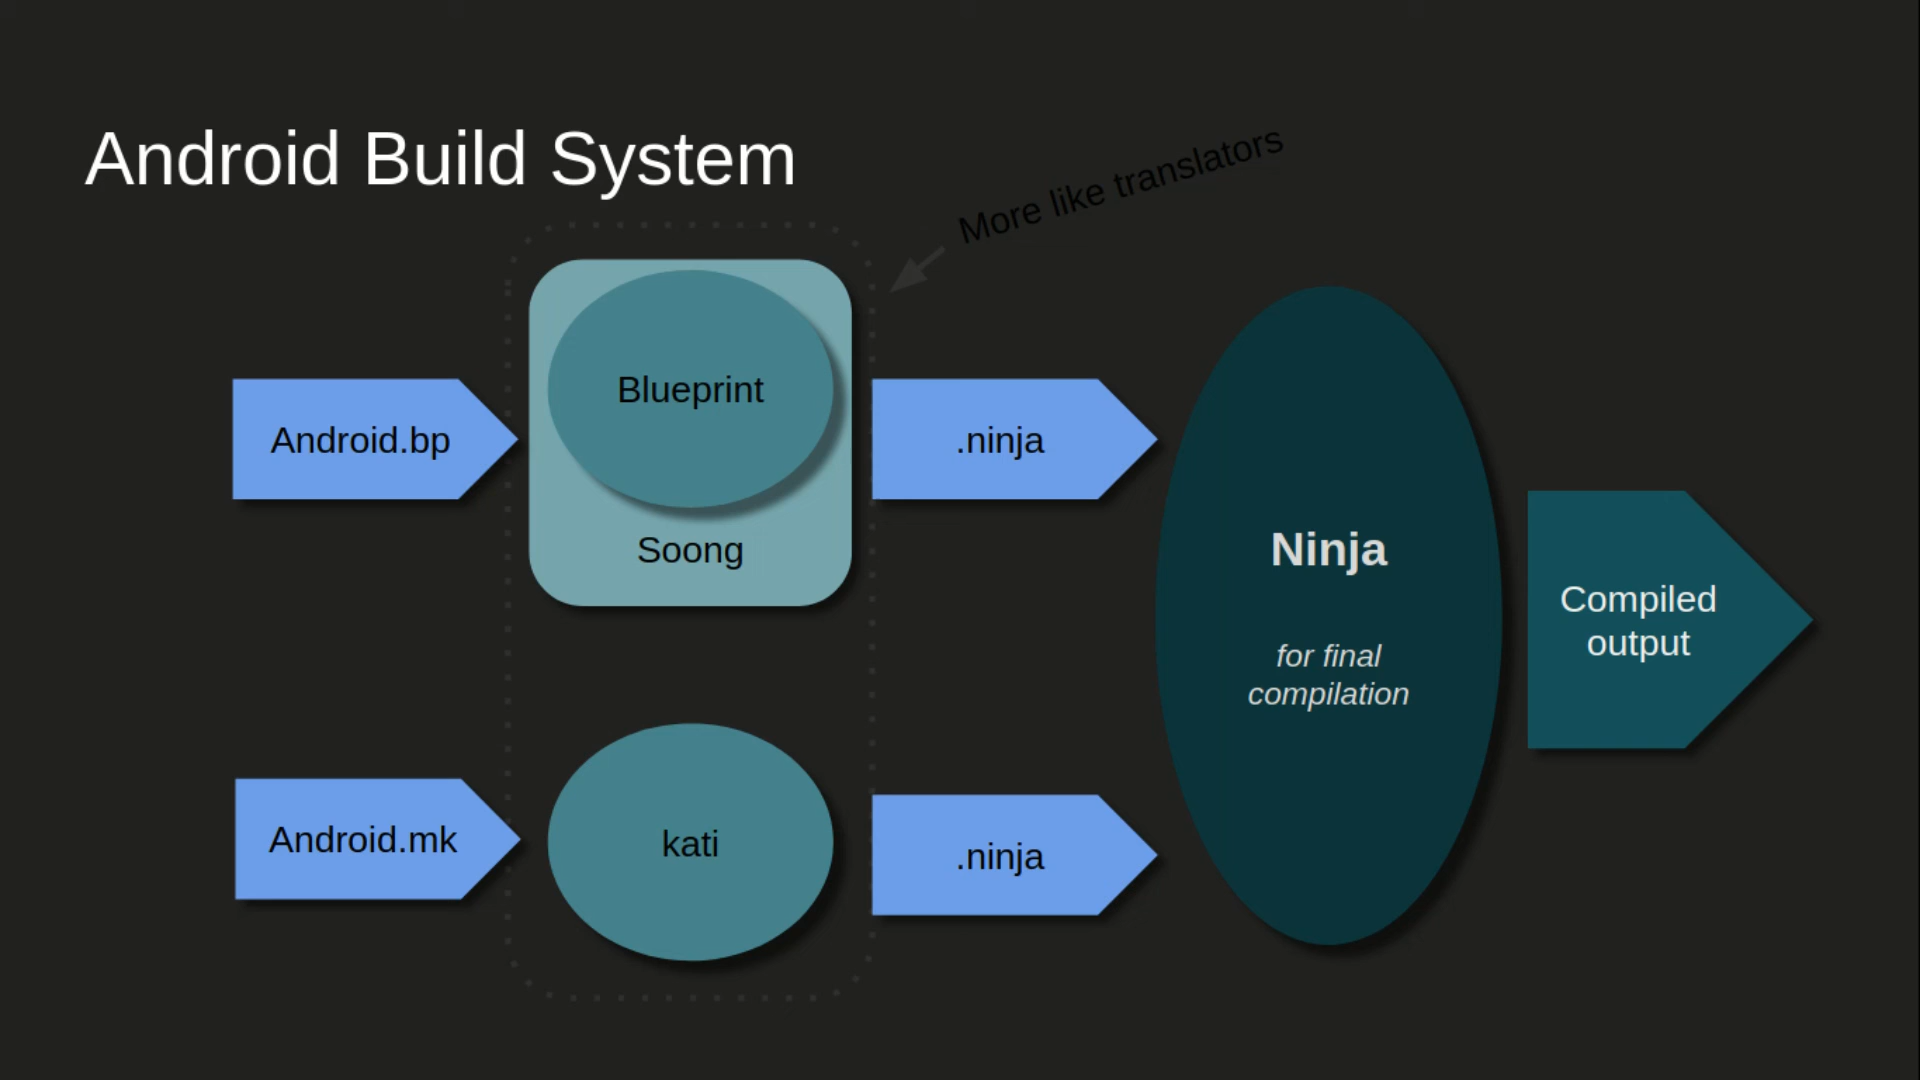 Android Build System
More like translators
Blueprint
Android.bp
.ninja
Soong
Ninja
for final
compilation
Compiled
output
Android.mk
kati
.ninja